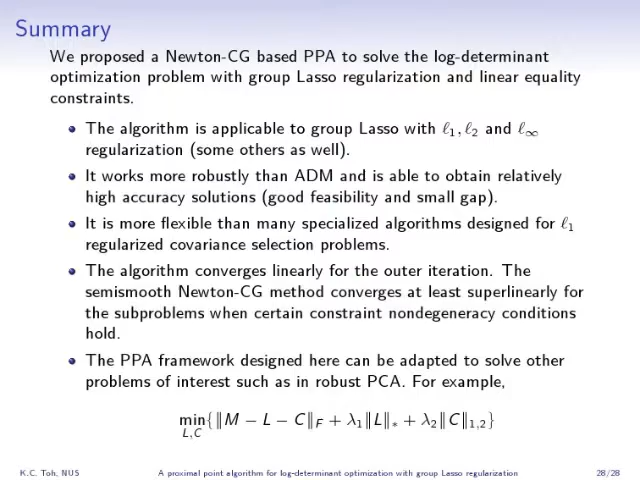 Summary
We proposed a Newton-CG based PPA to solve the log-determinant
optimization problem with group Lasso regularization and linear equality
constraints.
The algorithm is applicable to group Lasso with ℓ1, ℓ2 and ℓ∞
regularization (some others as well).
It works more robustly than ADM and is able to obtain relatively
high accuracy solutions (good feasibility and small gap).
It is more flexible than many specialized algorithms designed for ℓ1
regularized covariance selection problems.
The algorithm converges linearly for the outer iteration. The
semismooth Newton-CG method converges at least superlinearly for
the subproblems when certain constraint nondegeneracy conditions
hold.
The PPA framework designed here can be adapted to solve other
problems of interest such as in robust PCA. For example,
min{‖M − L − C‖F + λ1‖L‖∗ + λ2‖C‖1,2}
L,C
K.C. Toh, NUS
A proximal point algorithm for log-determinant optimization with group Lasso regularization
28/28